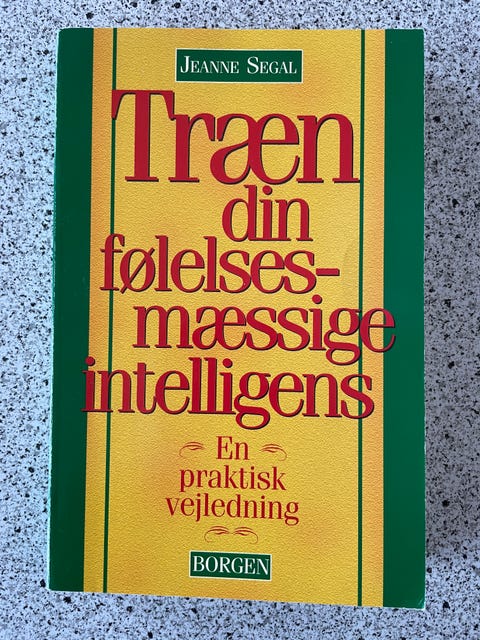 JEANNE SEGAL
Træn
din
følelses-
mæssige
intelligens
En
praktisk
vejledning
BORGEN